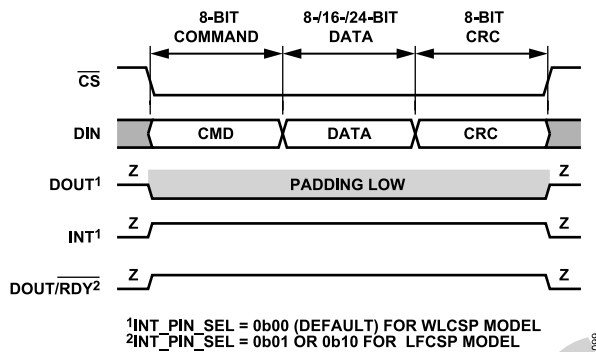 8-BIT
COMMAND
8-/16-/24-BIT
DATA
8-BIT
CRC
CS
DIN
CMD
DATA
CRC
DOUT1
Z
PADDING LOW
Z
INT1
Z
Z
DOUT/RDY2
Z
Z
1INT_PIN_SEL = 0b00 (DEFAULT) FOR WLCSP MODEL
2INT_PIN_SEL = 0b01 OR 0b10 FOR LFCSP MODEL